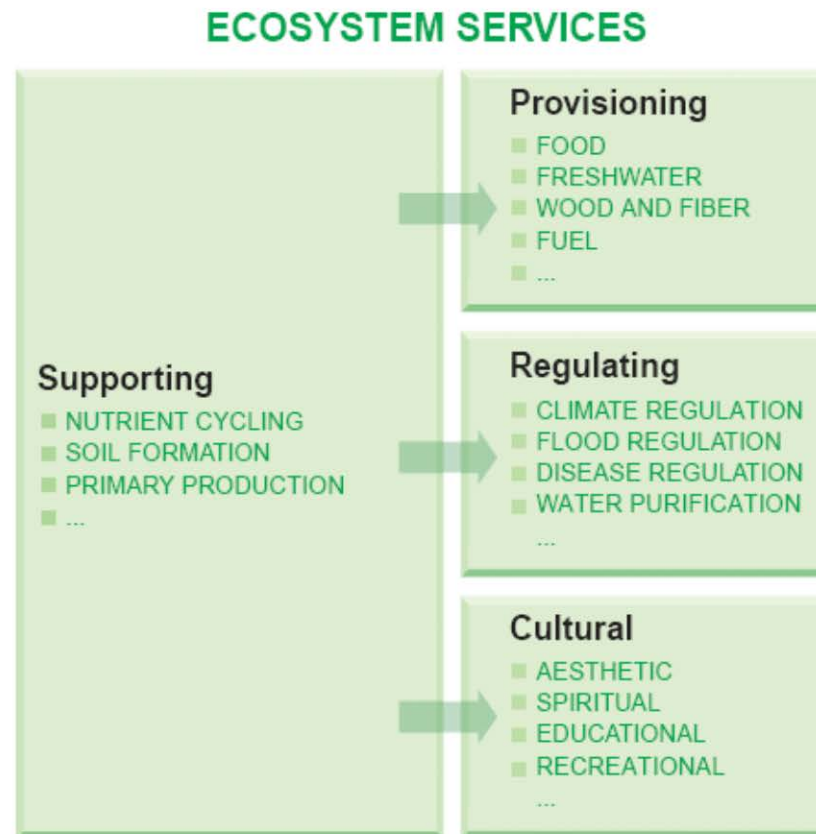 ECOSYSTEM SERVICES
Supporting
NUTRIENT CYCLING
SOIL FORMATION
PRIMARY PRODUCTION
...
Provisioning
FOOD
FRESHWATER
WOOD AND FIBER
FUEL
...
Regulating
CLIMATE REGULATION
FLOOD REGULATION
DISEASE REGULATION
WATER PURIFICATION
...
Cultural
AESTHETIC
SPIRITUAL
EDUCATIONAL
RECREATIONAL
...